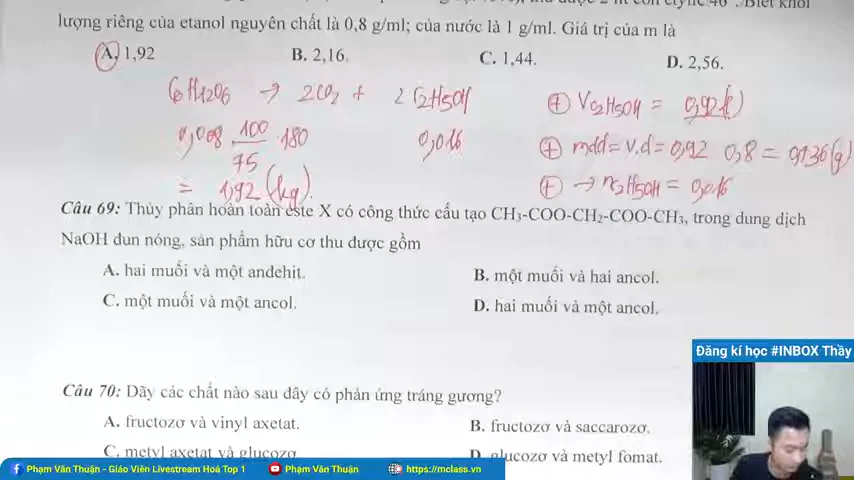 lượng riêng của etanol nguyên chất là 0,8 g/ml; của nước là 1 g/ml. Giá trị của m là
A. 1,92 B. 2,16. C. 1,44. D. 2,56.
C6H12O6 → 2CO2 + 2C2H5OH
0,008 . 100/75 . 180 0,016
= 1,92 (kg).
⊕ VC2H5OH = 0,92(l)
⊕ mdd = V.d = 0,92 0,8 = 0,736 (g)
⊕ → nC2H5OH = 0,016
Câu 69: Thủy phân hoàn toàn este X có công thức cấu tạo CH3-COO-CH2-COO-CH3, trong dung dịch
NaOH đun nóng, sản phẩm hữu cơ thu được gồm
A. hai muối và một anđehit. B. một muối và hai ancol.
C. một muối và một ancol. D. hai muối và một ancol.
Đăng kí học #INBOX Thầy
Câu 70: Dãy các chất nào sau đây có phản ứng tráng gương?
A. fructozơ và vinyl axetat. B. fructozơ và saccarozơ.
C. metyl axetat và glucozơ D. glucozơ và metyl fomat.
Phạm Văn Thuận - Giáo Viên Livestream Hoá Top 1 Phạm Văn Thuận https://mclass.vn